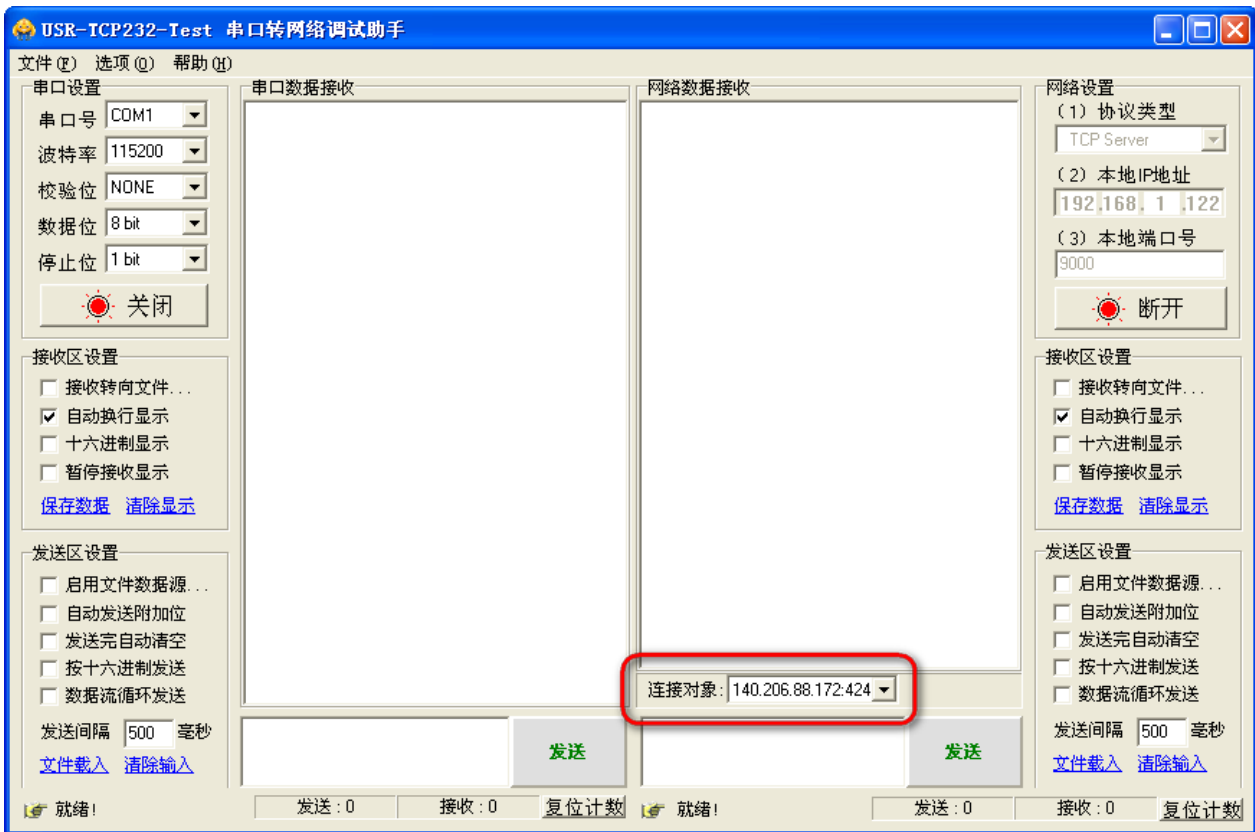 USR-TCP232-Test 串口转网络调试助手
文件(F) 选项(O) 帮助(H)
串口设置
串口号 COM1
波特率 115200
校验位 NONE
数据位 8 bit
停止位 1 bit
关闭
接收区设置
接收转向文件...
自动换行显示
十六进制显示
暂停接收显示
保存数据 清除显示
发送区设置
启用文件数据源...
自动发送附加位
发送完自动清空
按十六进制发送
数据流循环发送
发送间隔 500 毫秒
文件载入 清除输入
就绪!
串口数据接收
发送
发送:0 接收:0 复位计数
网络数据接收
连接对象: 140.206.88.172:424
发送
就绪!
网络设置
(1) 协议类型
TCP Server
(2) 本地IP地址
192.168. 1 .122
(3) 本地端口号
9000
断开
接收区设置
接收转向文件...
自动换行显示
十六进制显示
暂停接收显示
保存数据 清除显示
发送区设置
启用文件数据源...
自动发送附加位
发送完自动清空
按十六进制发送
数据流循环发送
发送间隔 500 毫秒
文件载入 清除输入
发送:0 接收:0 复位计数